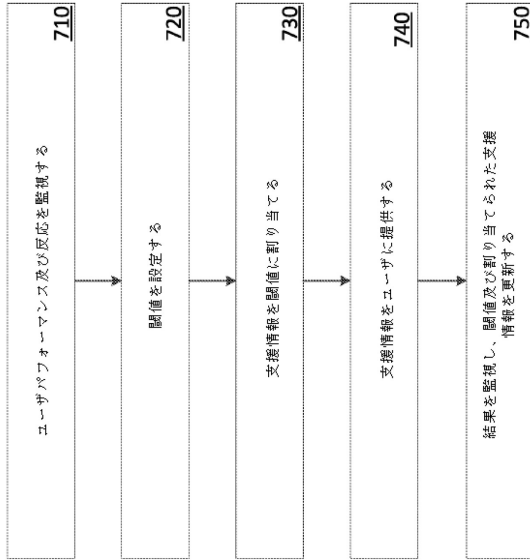 710
ユーザパフォーマンス及び反応を監視する
720
閾値を設定する
730
支援情報を閾値に割り当てる
740
支援情報をユーザに提供する
750
結果を監視し、閾値及び割り当てられた支援
情報を更新する